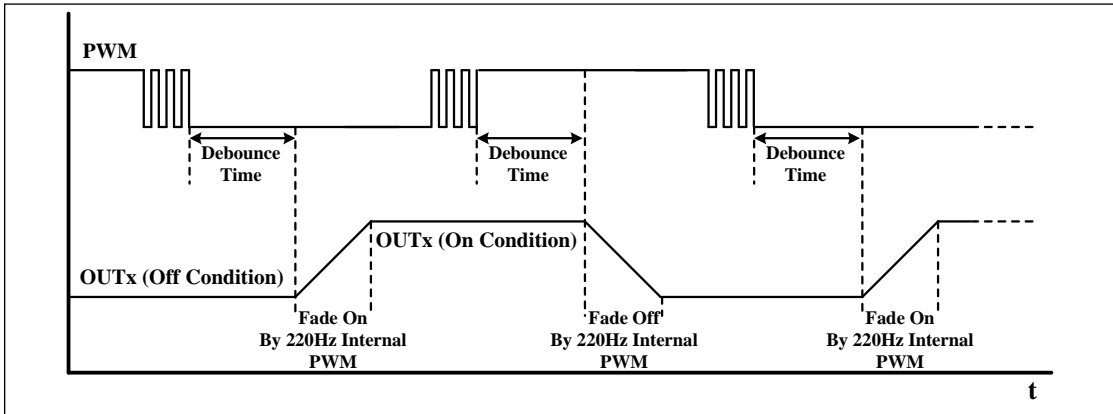 PWM
Debounce
Time
Debounce
Time
Debounce
Time
OUTx (On Condition)
OUTx (Off Condition)
Fade On
By 220Hz Internal
PWM
Fade Off
By 220Hz Internal
PWM
Fade On
By 220Hz Internal
PWM
t